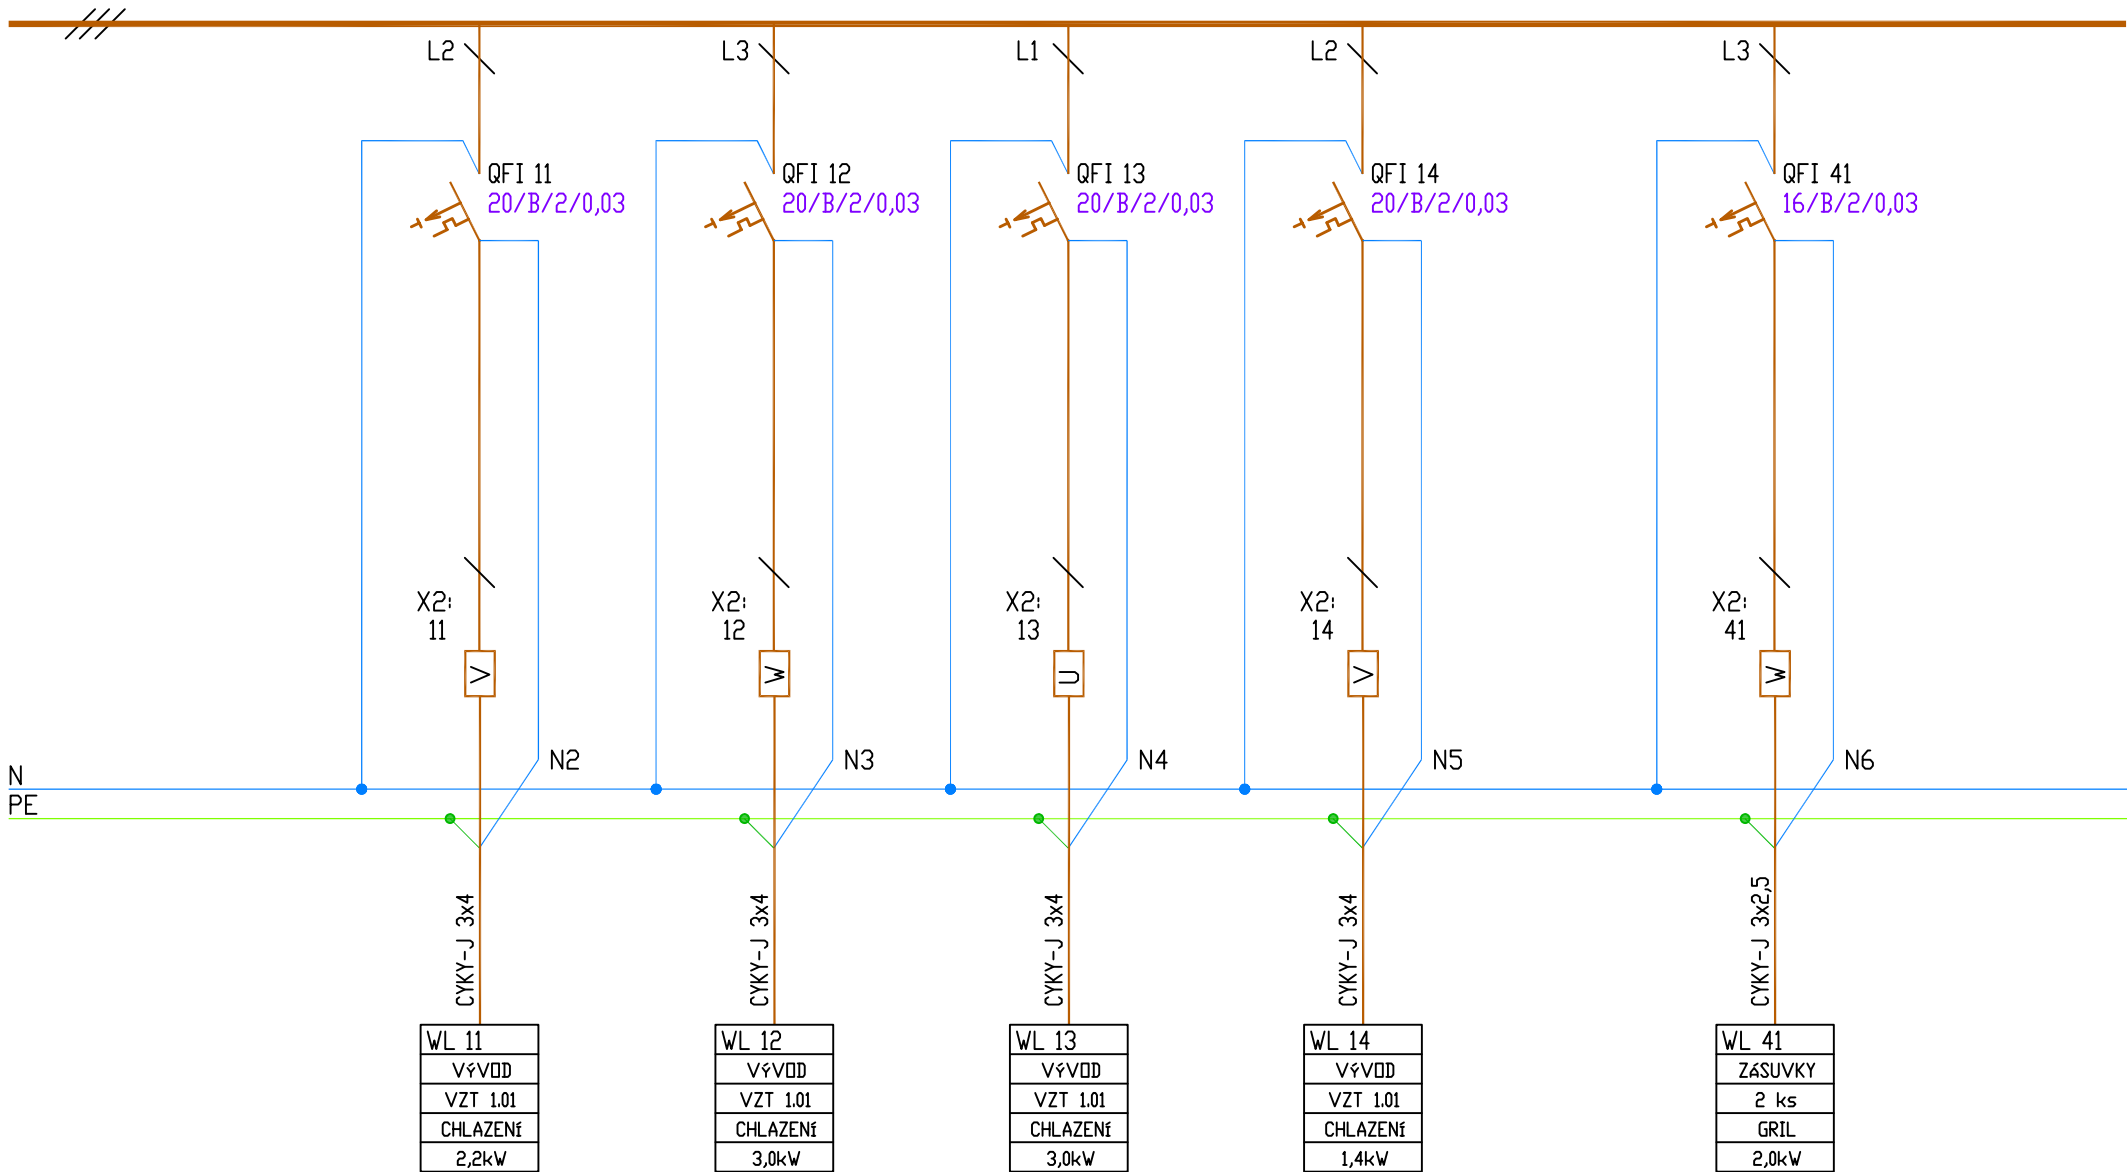 L2
L3
L1
L2
L3
QFI 11
20/B/2/0,03
QFI 12
20/B/2/0,03
QFI 13
20/B/2/0,03
QFI 14
20/B/2/0,03
QFI 41
16/B/2/0,03
X2:
11
X2:
12
X2:
13
X2:
14
X2:
41
V
W
U
V
W
N2
N3
N4
N5
N6
N
PE
CYKY-J 3x4
CYKY-J 3x4
CYKY-J 3x4
CYKY-J 3x4
CYKY-J 3x2,5
WL 11
VÝVOD
VZT 1.01
CHLAZENÍ
2,2kW
WL 12
VÝVOD
VZT 1.01
CHLAZENÍ
3,0kW
WL 13
VÝVOD
VZT 1.01
CHLAZENÍ
3,0kW
WL 14
VÝVOD
VZT 1.01
CHLAZENÍ
1,4kW
WL 41
ZÁSUVKY
2 ks
GRIL
2,0kW